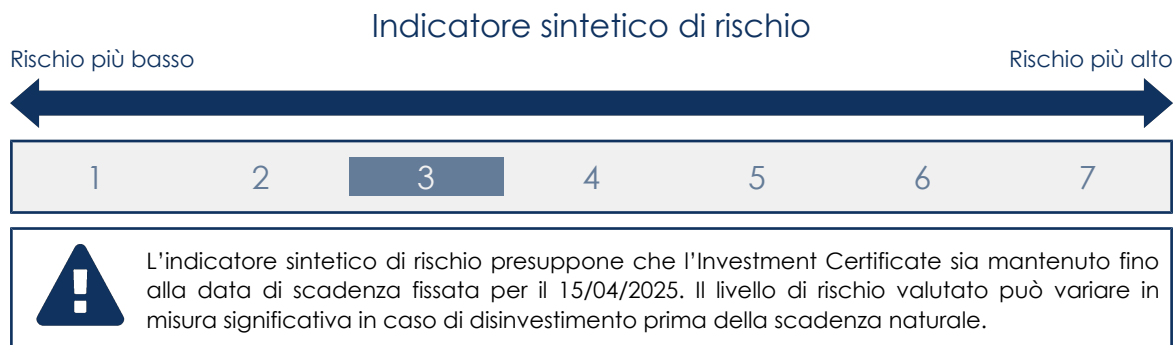 Indicatore sintetico di rischio
Rischio più basso Rischio più alto
1 2 3 4 5 6 7
L'indicatore sintetico di rischio presuppone che l'Investment Certificate sia mantenuto fino
alla data di scadenza fissata per il 15/04/2025. Il livello di rischio valutato può variare in
misura significativa in caso di disinvestimento prima della scadenza naturale.